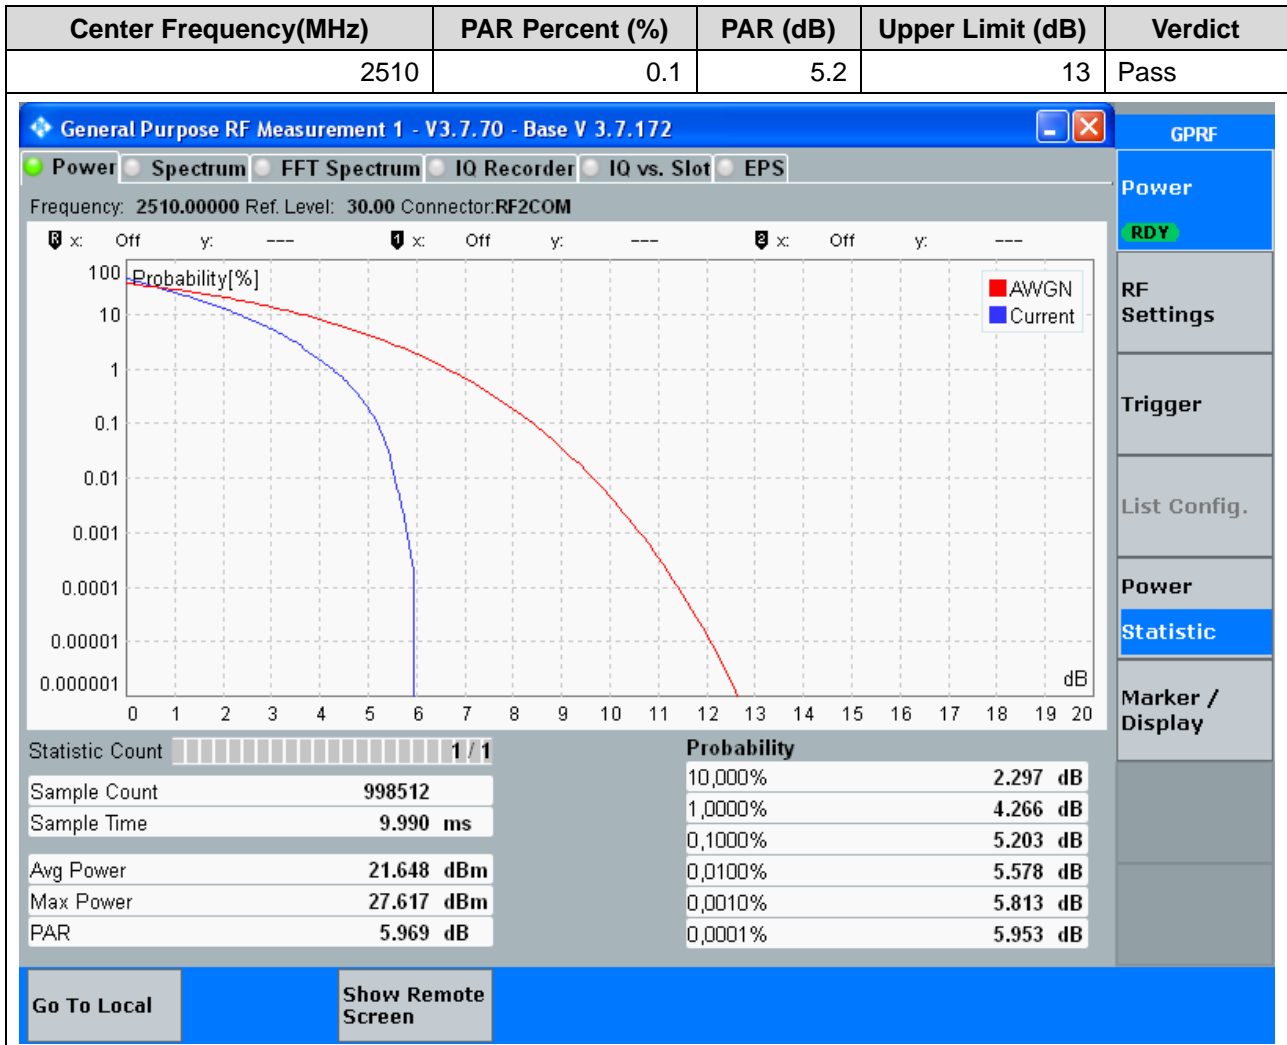 Center Frequency(MHz) PAR Percent (%) PAR (dB) Upper Limit (dB) Verdict
2510 0.1 5.2 13 Pass
General Purpose RF Measurement 1 - V3.7.70 - Base V 3.7.172
GPRF
Power Spectrum FFT Spectrum IQ Recorder IQ vs. Slot EPS
Power
RDY
Frequency: 2510.00000 Ref. Level: 30.00 Connector:RF2COM
R x: Off y: --- 1 x: Off y: --- 2 x: Off y: ---
Probability[%]
AWGN
Current
100
10
1
0.1
0.01
0.001
0.0001
0.00001
0.000001
dB
0 1 2 3 4 5 6 7 8 9 10 11 12 13 14 15 16 17 18 19 20
RF
Settings
Trigger
List Config.
Power
Statistic
Marker /
Display
Statistic Count 1 / 1
Sample Count 998512
Sample Time 9.990 ms
Avg Power 21.648 dBm
Max Power 27.617 dBm
PAR 5.969 dB
Probability
10,000% 2.297 dB
1,0000% 4.266 dB
0,1000% 5.203 dB
0,0100% 5.578 dB
0,0010% 5.813 dB
0,0001% 5.953 dB
Go To Local
Show Remote
Screen